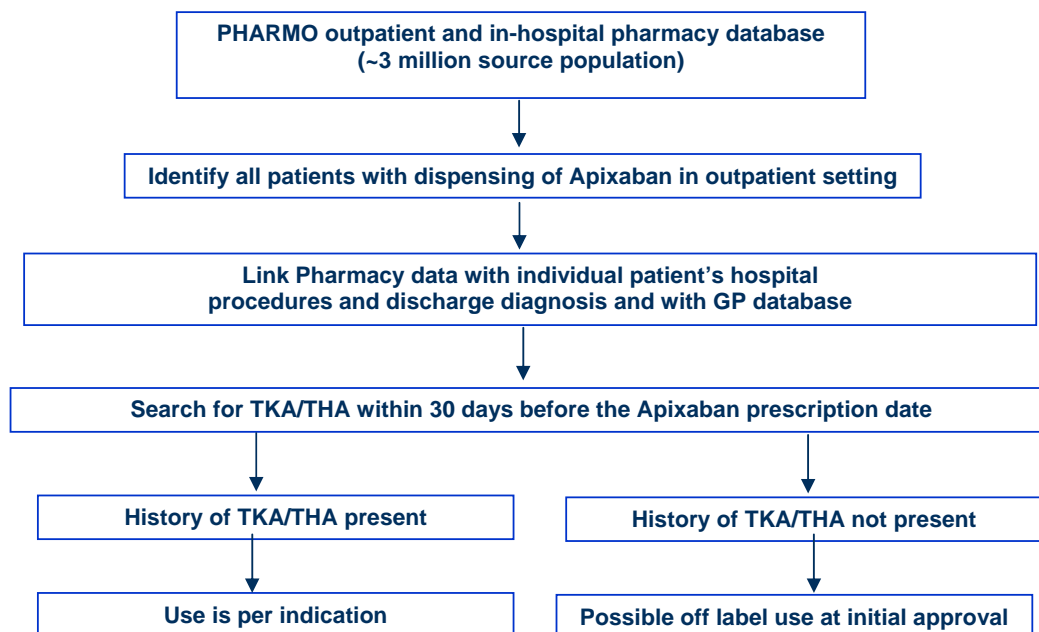 PHARMO outpatient and in-hospital pharmacy database
(~3 million source population)
Identify all patients with dispensing of Apixaban in outpatient setting
Link Pharmacy data with individual patient's hospital
procedures and discharge diagnosis and with GP database
Search for TKA/THA within 30 days before the Apixaban prescription date
History of TKA/THA present
History of TKA/THA not present
Use is per indication
Possible off label use at initial approval